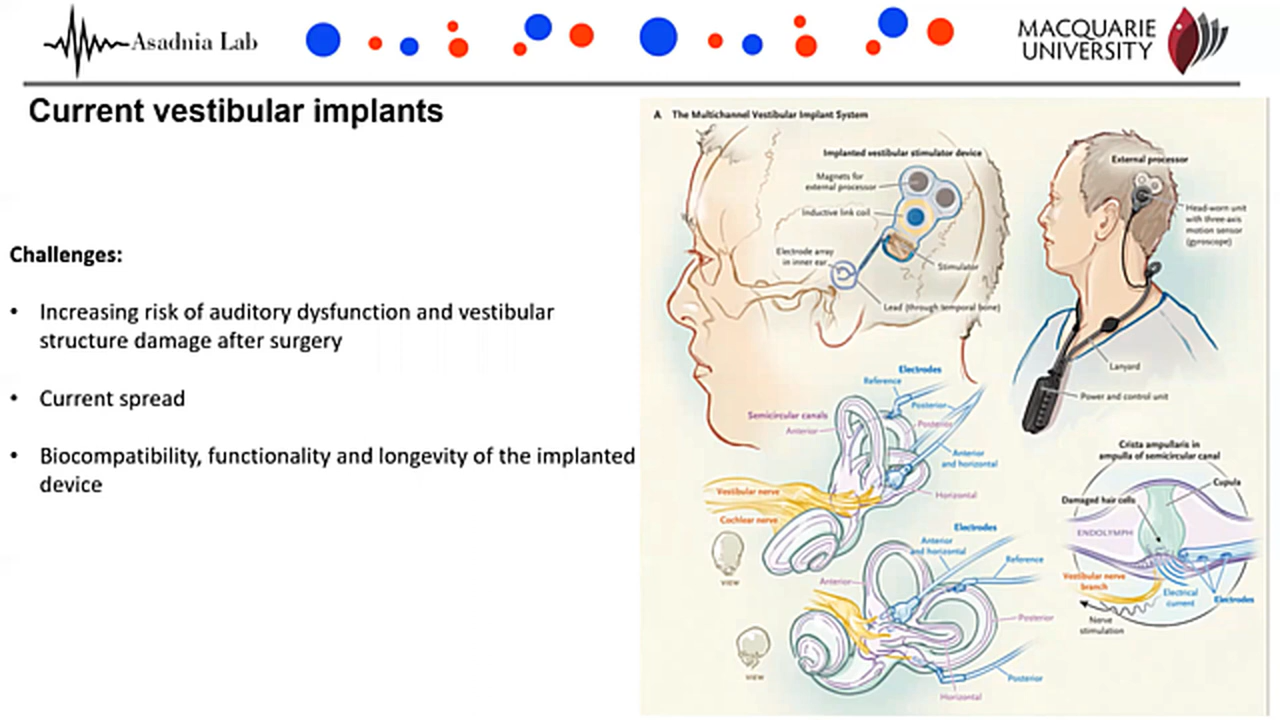 Asadnia Lab
MACQUARIE
UNIVERSITY
Current vestibular implants
Challenges:
• Increasing risk of auditory dysfunction and vestibular
structure damage after surgery
• Current spread
• Biocompatibility, functionality and longevity of the implanted
device
A The Multichannel Vestibular Implant System
Implanted vestibular stimulator device
Magnets for
external processor
Inductive link coil
Electrode array
in inner ear
Stimulator
Lead (through temporal bone)
External processor
Head-worn unit
with three-axis
motion sensor
(gyroscope)
Lanyard
Power and control unit
Electrodes
Reference
Posterior
Semicircular canals
Anterior
Posterior
Anterior
and horizontal
Horizontal
Vestibular nerve
Cochlear nerve
VIEW
Electrodes
Anterior
and horizontal
Reference
Anterior
Posterior
VIEW
Posterior
Horizontal
Crista ampullaris in
ampulla of semicircular canal
Cupula
Damaged hair cells
ENDOLYMPH
Vestibular nerve
branch
Electrical
current
Electrodes
Nerve
stimulation